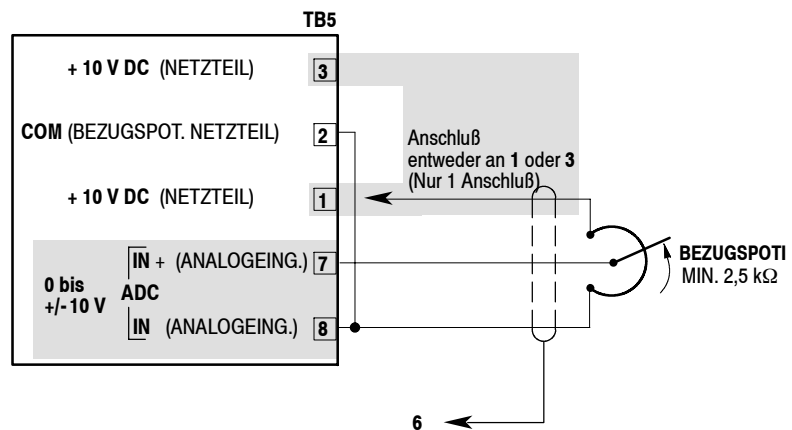 TB5
+ 10 V DC (NETZTEIL) 3
COM (BEZUGSPOT. NETZTEIL) 2
Anschluß
entweder an 1 oder 3
(Nur 1 Anschluß)
+ 10 V DC (NETZTEIL) 1
IN + (ANALOGEING.) 7
0 bis
+/- 10 V
ADC
IN (ANALOGEING.) 8
BEZUGSPOTI
MIN. 2,5 kΩ
6